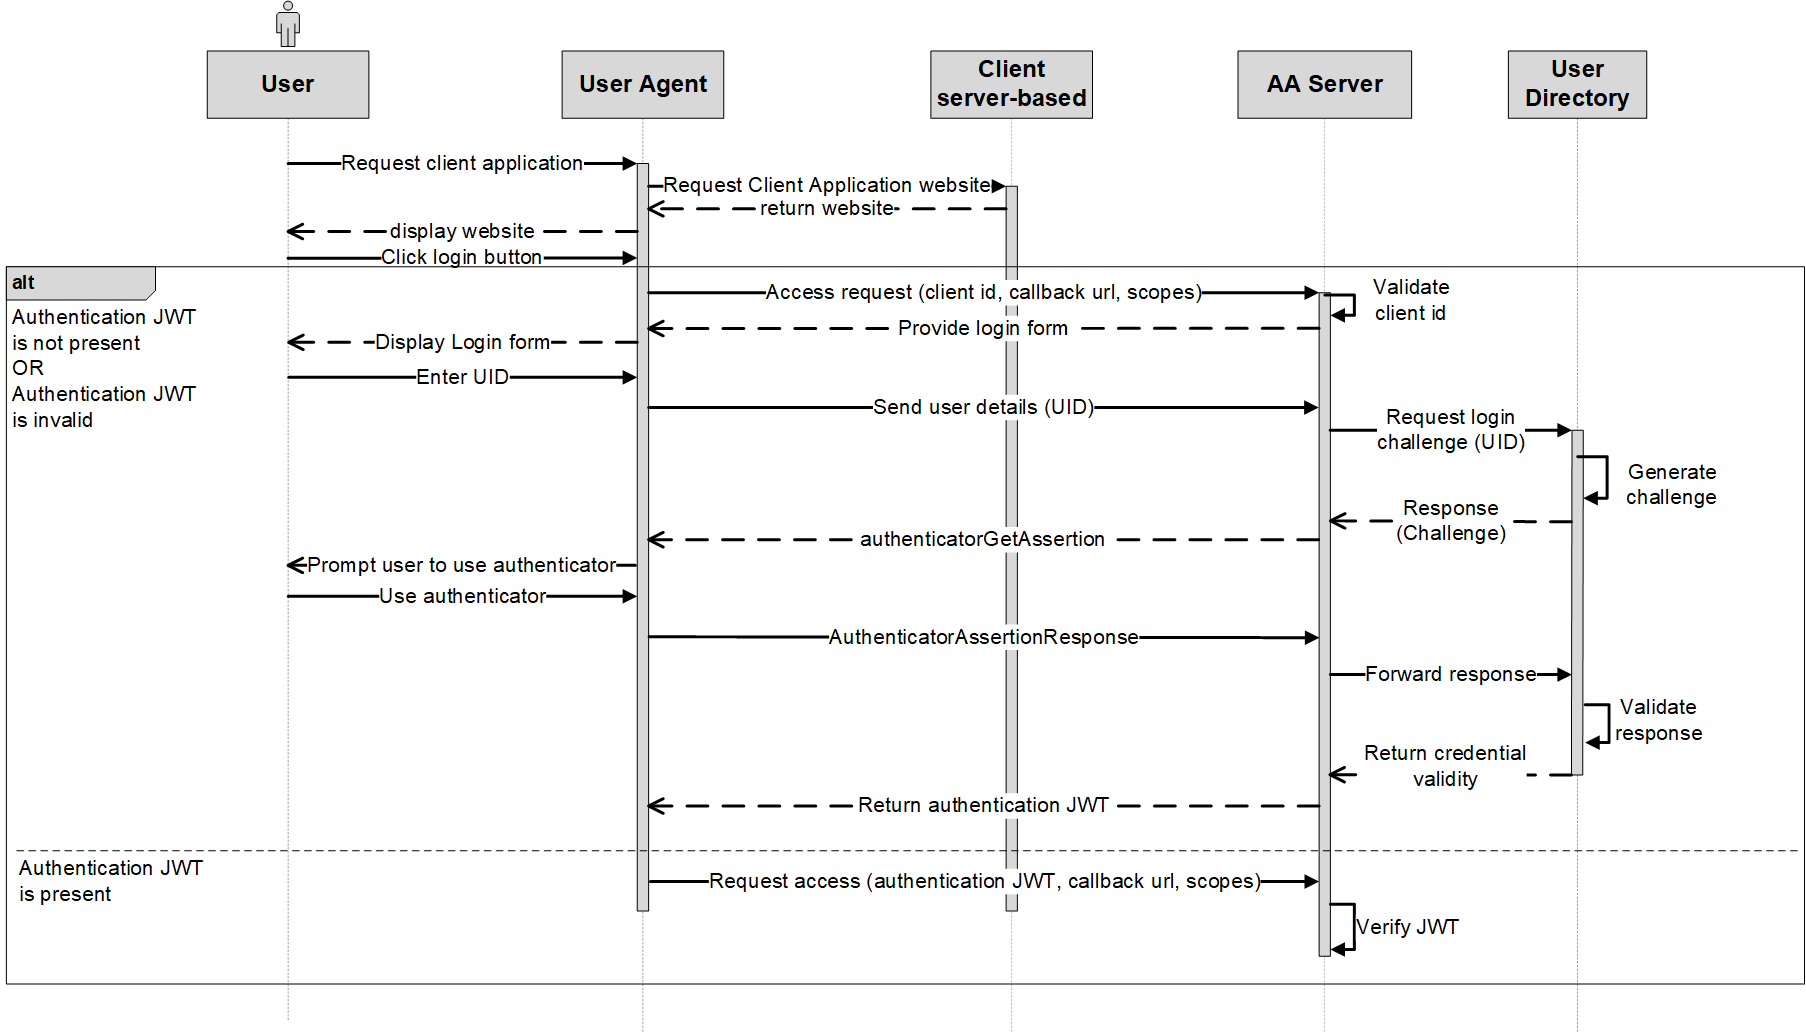 User
User Agent
Client
server-based
AA Server
User
Directory
Request client application
Request Client Application website
return website
display website
Click login button
alt
Authentication JWT
is not present
OR
Authentication JWT
is invalid
Access request (client id, callback url, scopes)
Validate
client id
Provide login form
Display Login form
Enter UID
Send user details (UID)
Request login
challenge (UID)
Generate
challenge
Response
(Challenge)
authenticatorGetAssertion
Prompt user to use authenticator
Use authenticator
AuthenticatorAssertionResponse
Forward response
Validate
response
Return credential
validity
Return authentication JWT
Authentication JWT
is present
Request access (authentication JWT, callback url, scopes)
Verify JWT